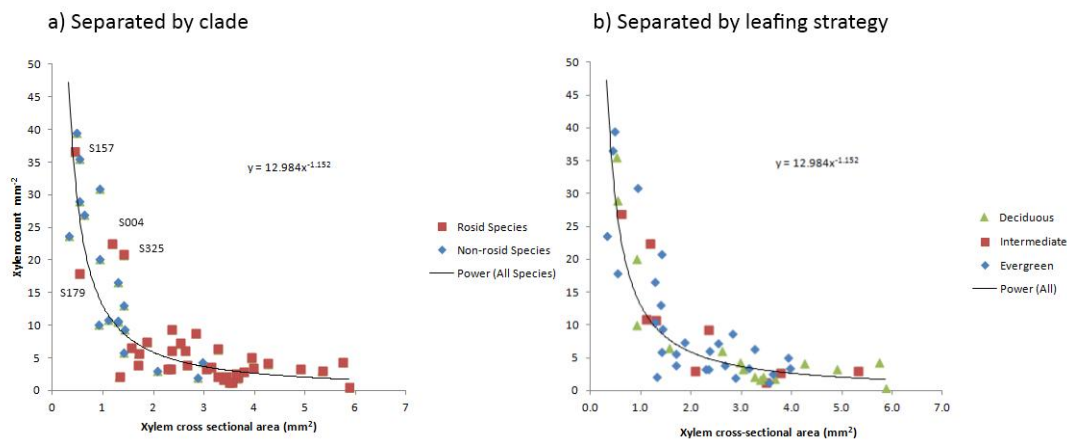 a) Separated by clade
50
45
40
35
30
25
20
15
10
5
0
Xylem count mm-2
S157
S004
S325
S179
y = 12.984x-1.152
Rosid Species
Non-rosid Species
Power (All Species)
0 1 2 3 4 5 6 7
Xylem cross sectional area (mm2)
b) Separated by leafing strategy
50
45
40
35
30
25
20
15
10
5
0
y = 12.984x-1.152
Deciduous
Intermediate
Evergreen
Power (All)
0.0 1.0 2.0 3.0 4.0 5.0 6.0
Xylem cross-sectional area (mm2)